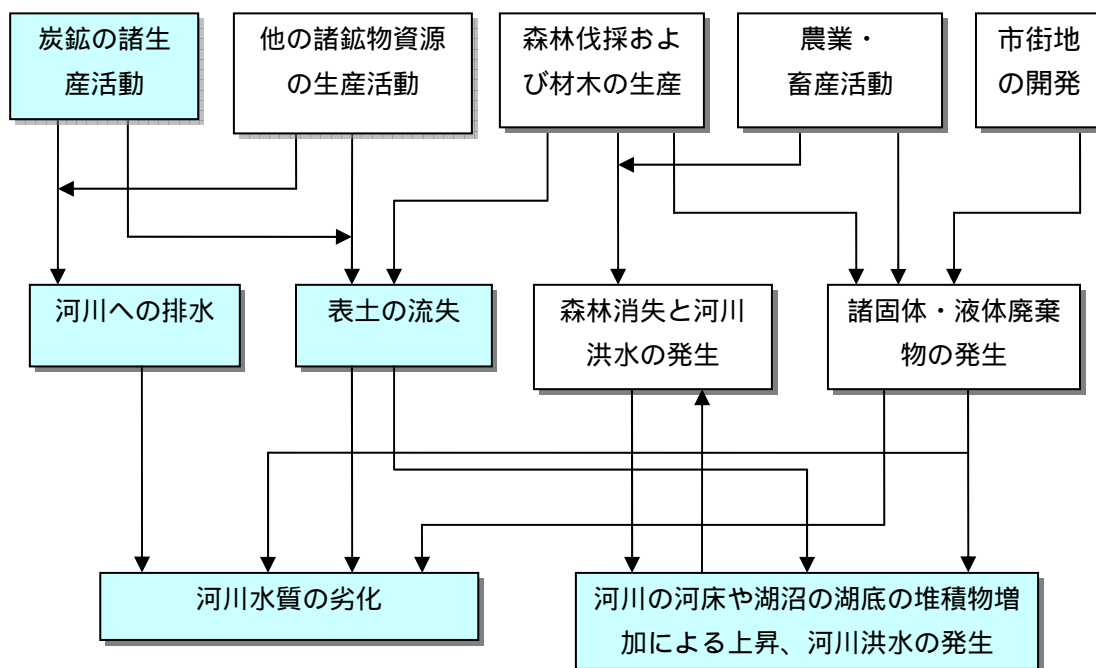 炭鉱の諸生
産活動
他の諸鉱物資源
の生産活動
森林伐採およ
び材木の生産
農業・
畜産活動
市街地
の開発
河川への排水
表土の流失
森林消失と河川
洪水の発生
諸固体・液体廃棄
物の発生
河川水質の劣化
河川の河床や湖沼の湖底の堆積物増
加による上昇、河川洪水の発生